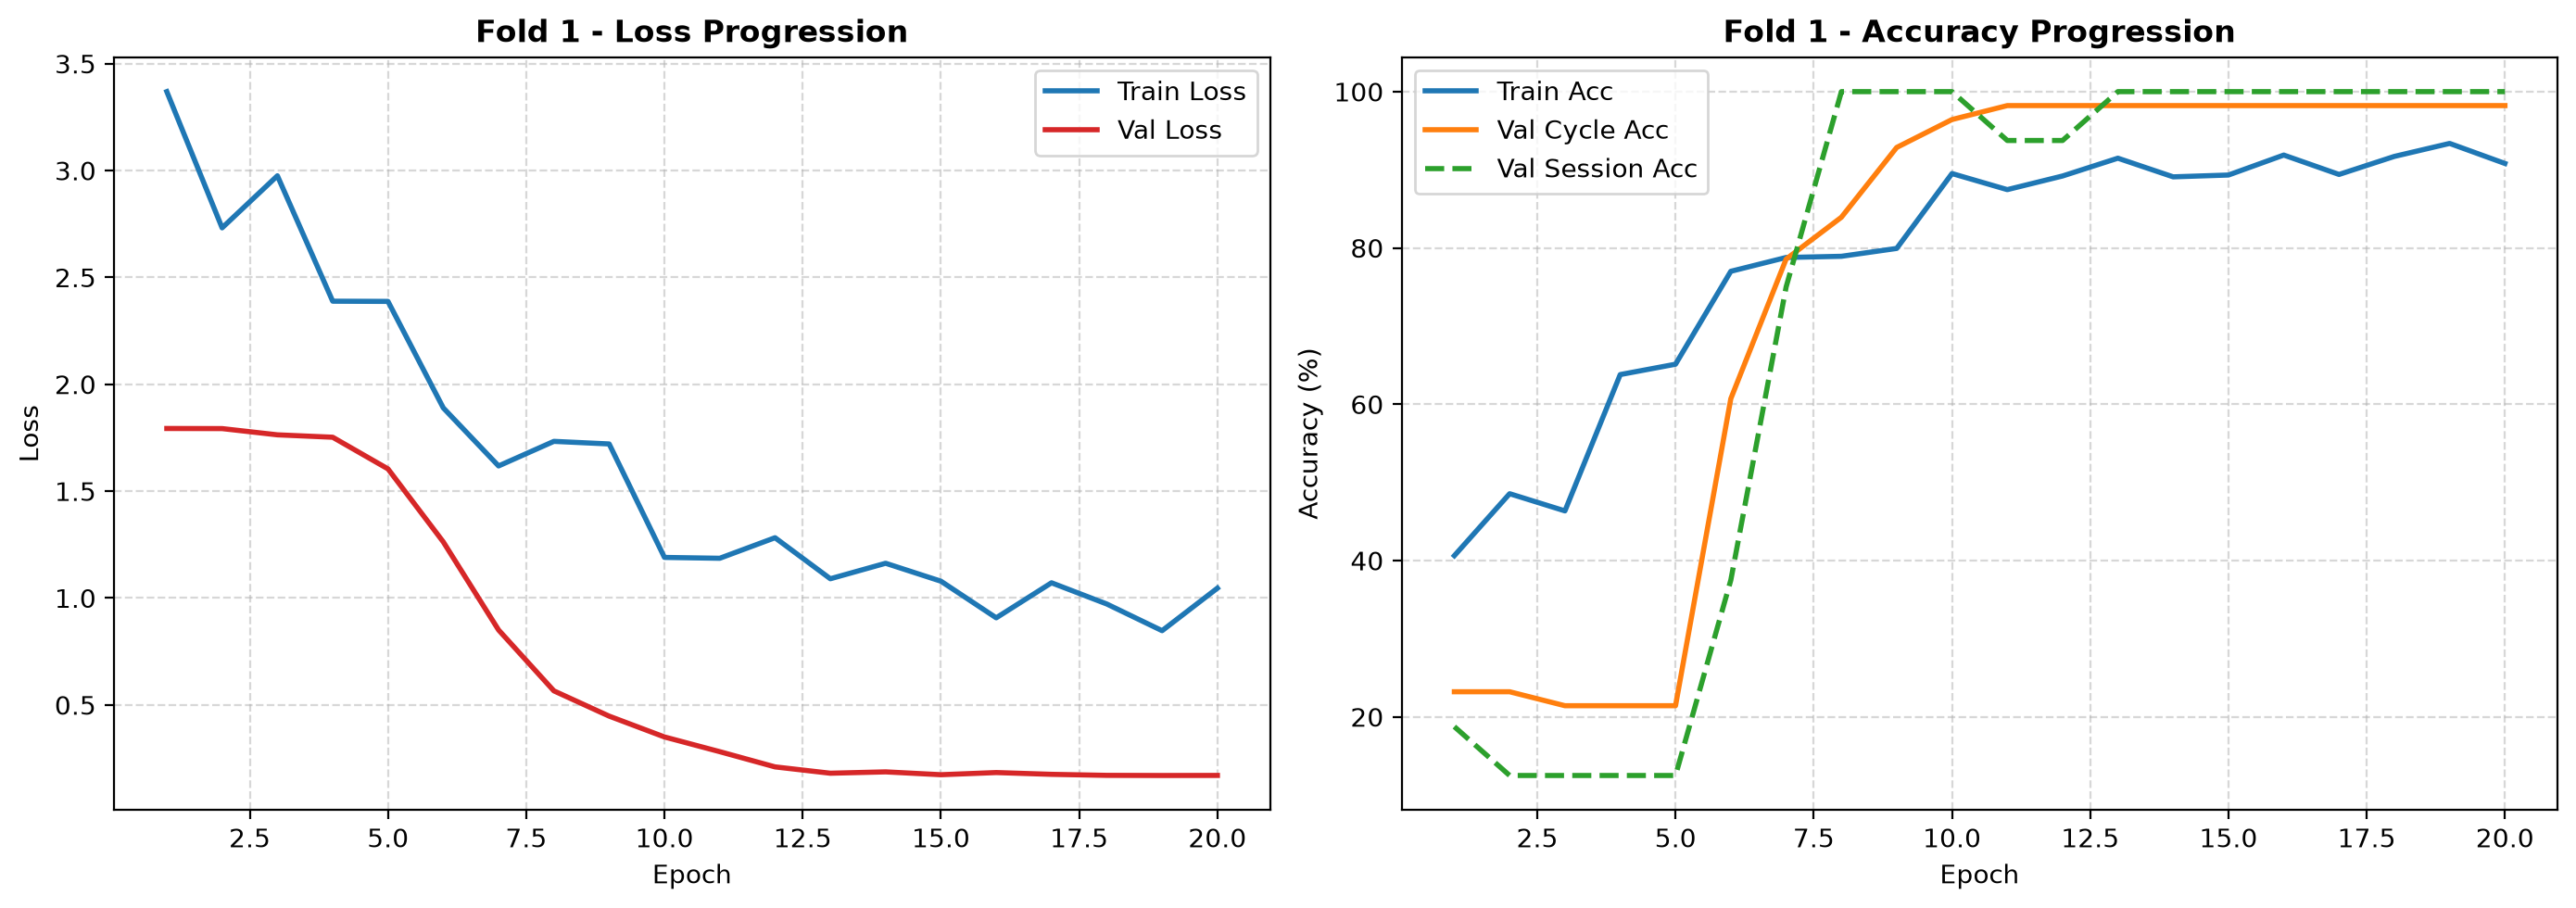 Fold 1 - Loss Progression
3.5
3.0
2.5
2.0
1.5
1.0
0.5
Loss
Train Loss
Val Loss
2.5 5.0 7.5 10.0 12.5 15.0 17.5 20.0
Epoch
Fold 1 - Accuracy Progression
100
80
60
40
20
Accuracy (%)
Train Acc
Val Cycle Acc
Val Session Acc
2.5 5.0 7.5 10.0 12.5 15.0 17.5 20.0
Epoch